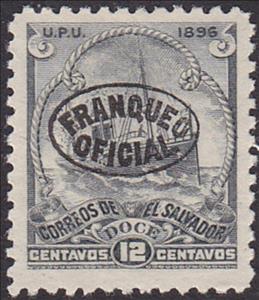 U.P.U. 1896
FRANQUEO
OFICIAL
CORREOS DE EL SALVADOR
DOCE
CENTAVOS 12 CENTAVOS